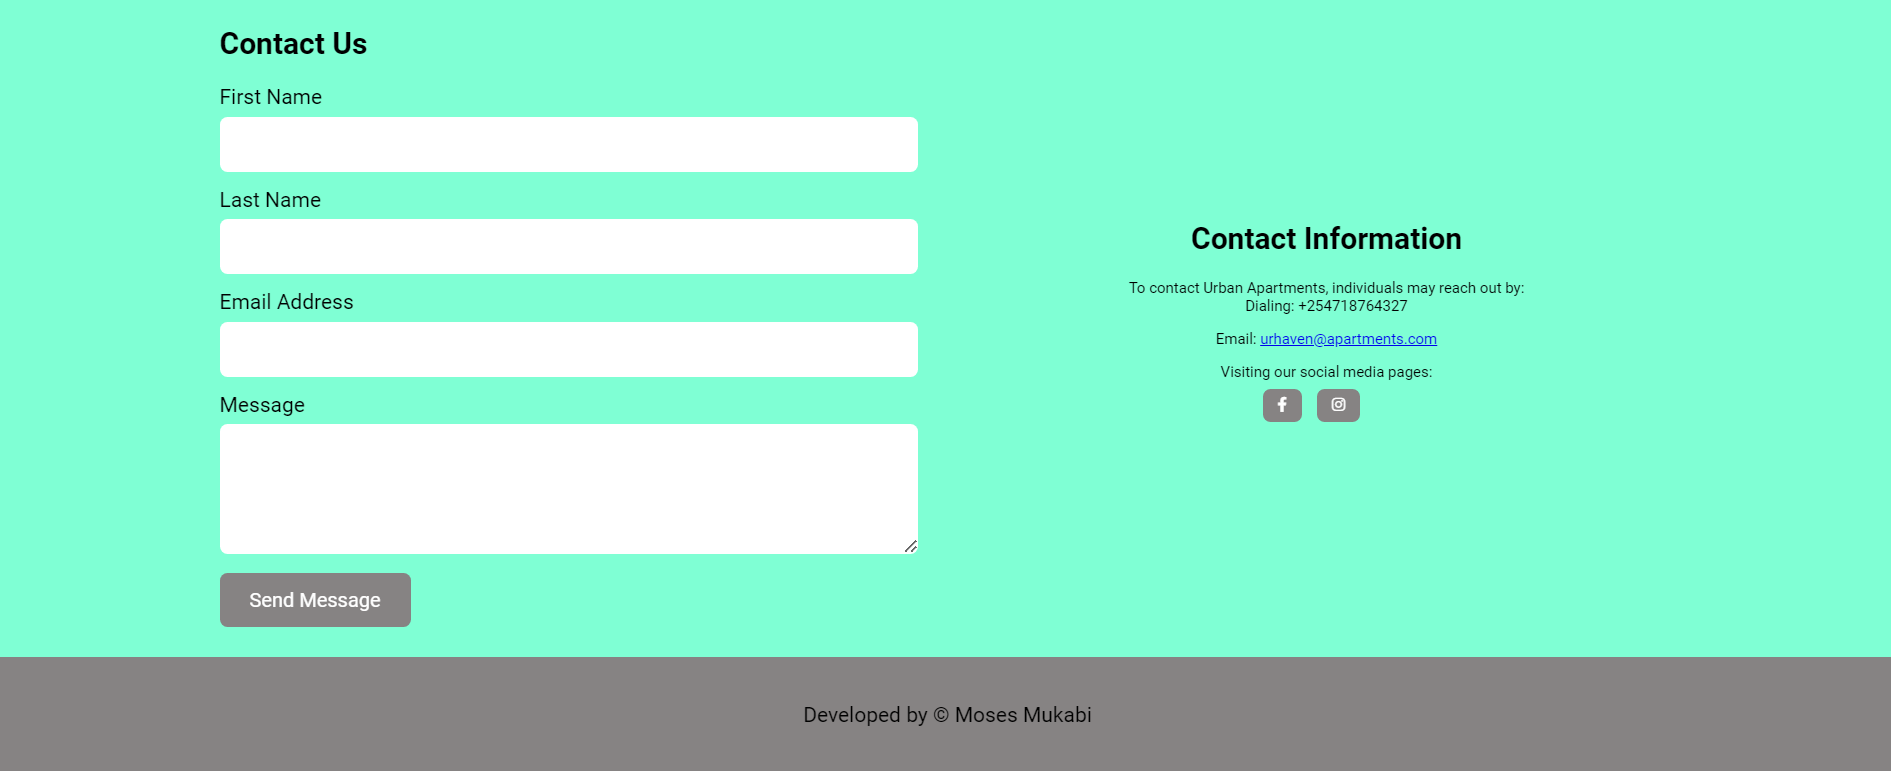 Contact Us
First Name
Last Name
Email Address
Message
Send Message
Contact Information
To contact Urban Apartments, individuals may reach out by:
Dialing: +254718764327
Email: urhaven@apartments.com
Visiting our social media pages:
Developed by © Moses Mukabi